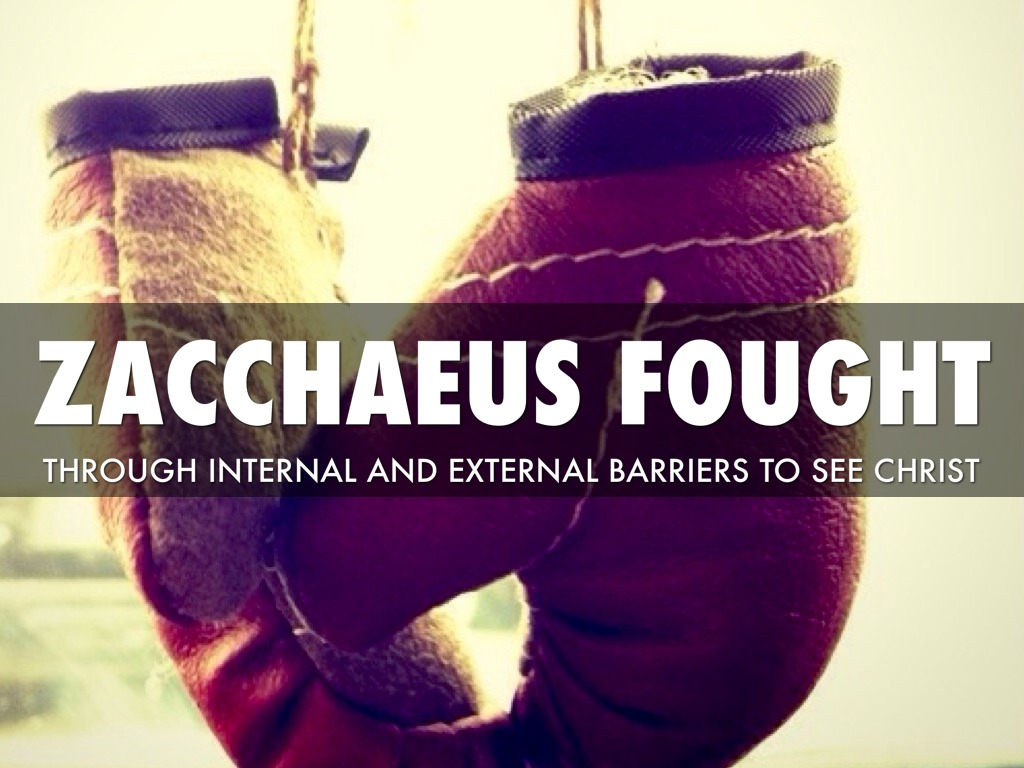 ZACCHAEUS FOUGHT
THROUGH INTERNAL AND EXTERNAL BARRIERS TO SEE CHRIST